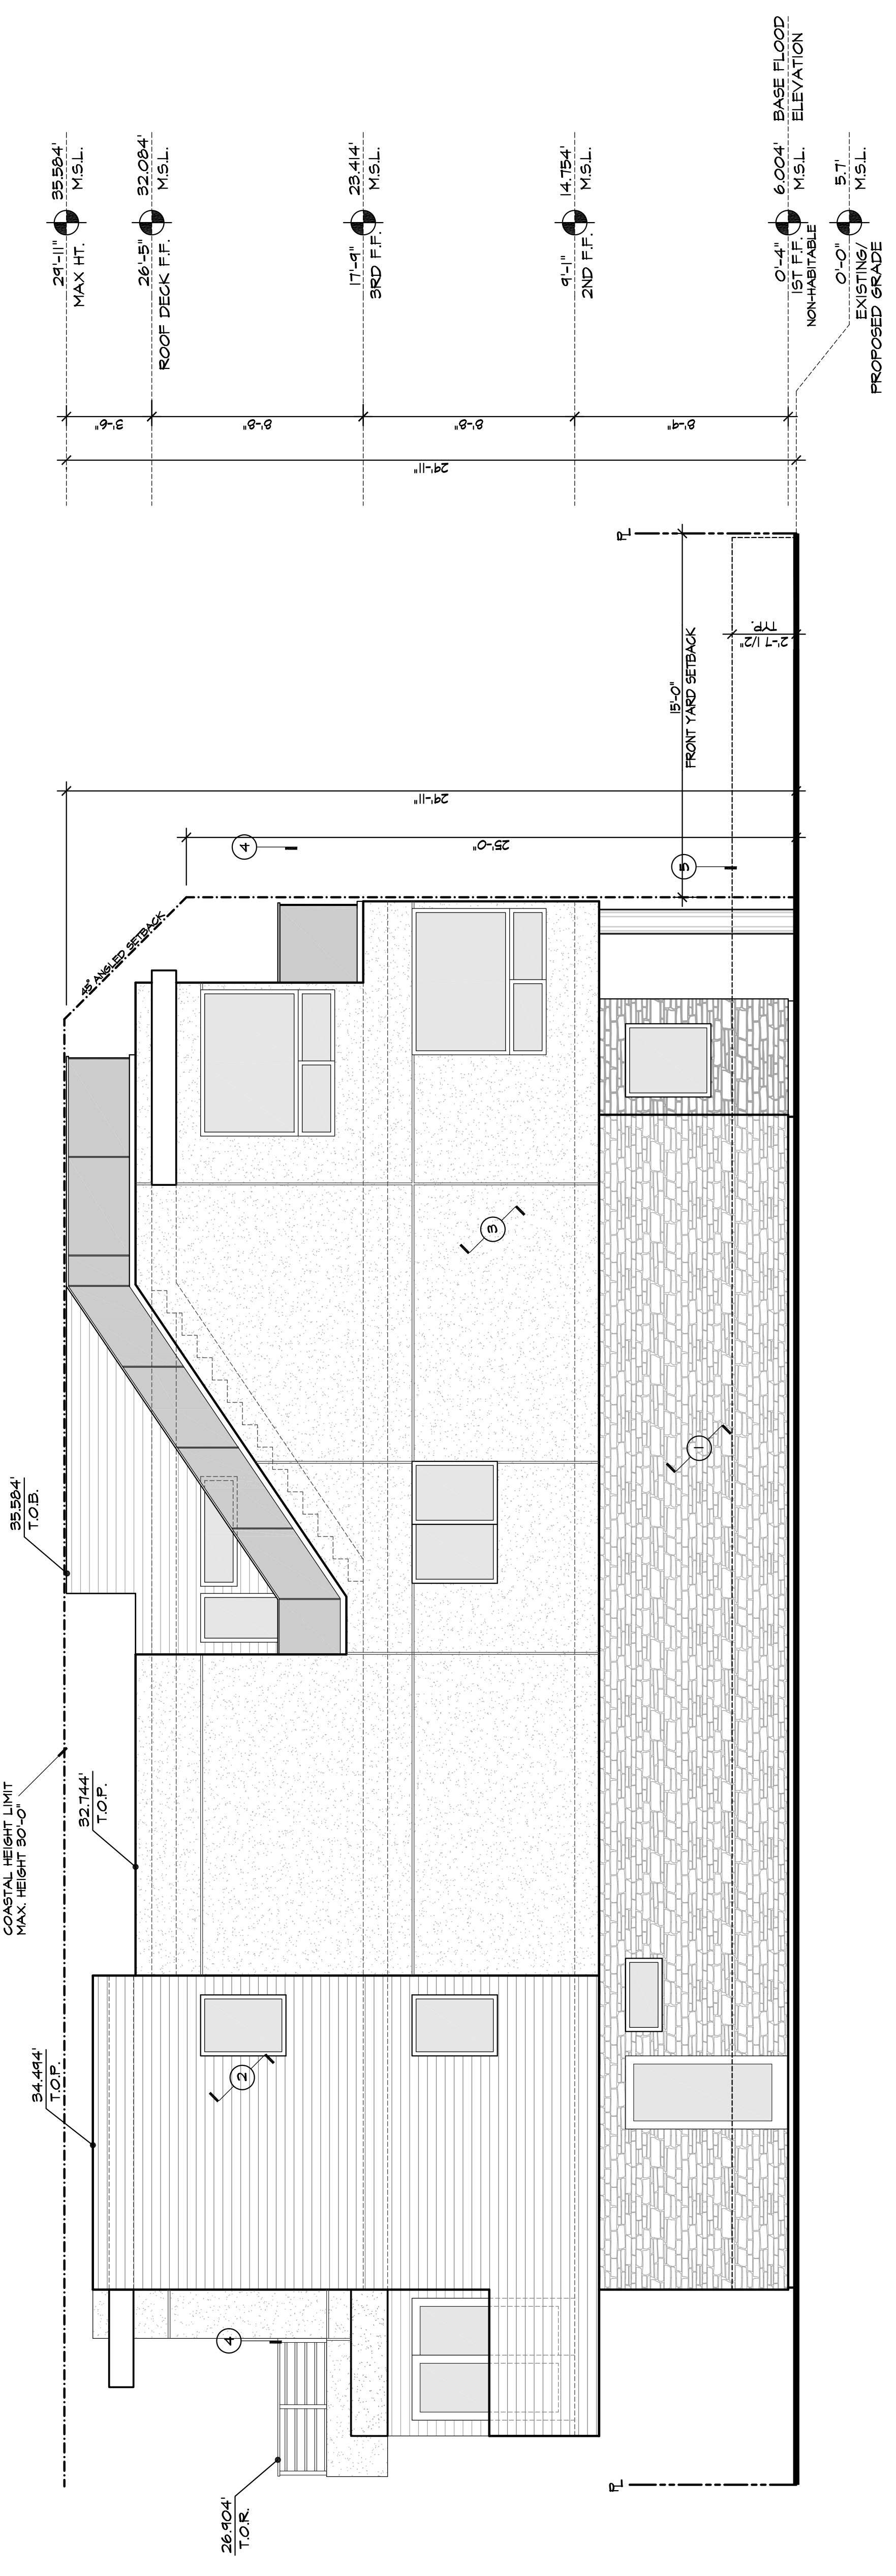 COASTAL HEIGHT LIMIT
MAX. HEIGHT 30'-0"
34.494'
T.O.P.
32.744'
T.O.P.
35.584'
T.O.B.
26.904'
T.O.R.
45° ANGLED SETBACK
4
2
1
3
4
5
25'-0"
29'-11"
15'-0"
FRONT YARD SETBACK
2'-7 1/2"
TYP.
PL
PL
29'-11"
3'-6"
8'-8"
8'-8"
8'-9"
29'-11"
MAX HT.
35.584'
M.S.L.
26'-5"
ROOF DECK F.F.
32.084'
M.S.L.
17'-9"
3RD F.F.
23.414'
M.S.L.
9'-1"
2ND F.F.
14.754'
M.S.L.
0'-4"
1ST F.F.
NON-HABITABLE
6.004'
M.S.L.
BASE FLOOD
ELEVATION
0'-0"
EXISTING/
PROPOSED GRADE
5.7'
M.S.L.